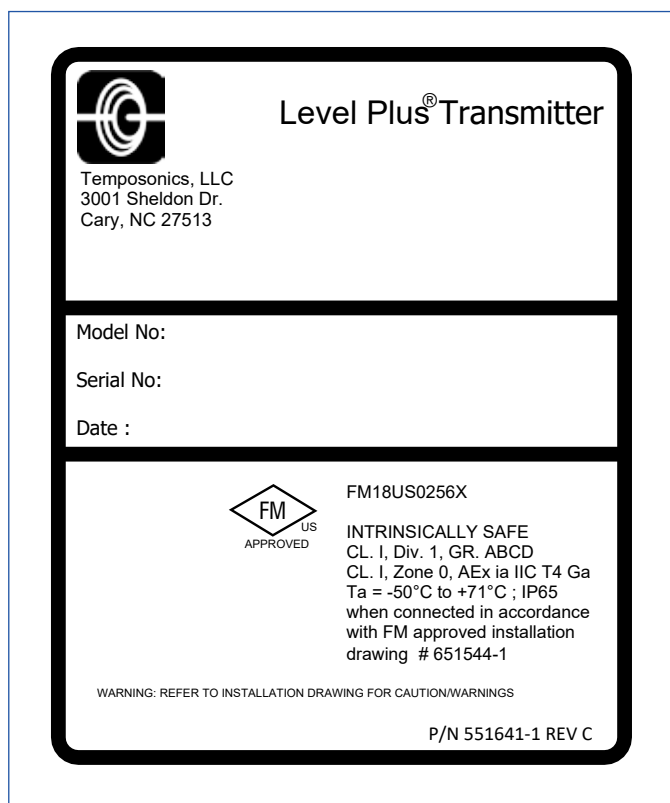 Level Plus® Transmitter
Temposonics, LLC
3001 Sheldon Dr.
Cary, NC 27513
Model No:
Serial No:
Date :
FM
US
APPROVED
FM18US0256X
INTRINSICALLY SAFE
CL. I, Div. 1, GR. ABCD
CL. I, Zone 0, AEx ia IIC T4 Ga
Ta = -50°C to +71°C ; IP65
when connected in accordance
with FM approved installation
drawing # 651544-1
WARNING: REFER TO INSTALLATION DRAWING FOR CAUTION/WARNINGS
P/N 551641-1 REV C